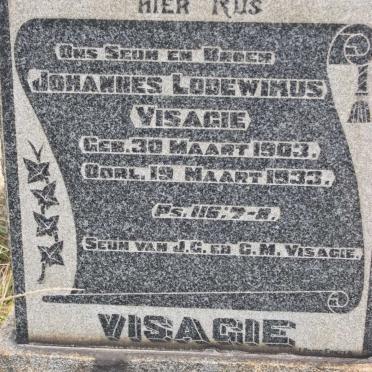 HIER RUS
ONS SEUN EN BROER
JOHANNES LODEWIKUS
VISAGIE
GEB. 30 MAART 1903.
OORL. 19 MAART 1933.
PS. 116:7-8.
SEUN VAN J.G. EN G.M. VISAGIE.
VISAGIE